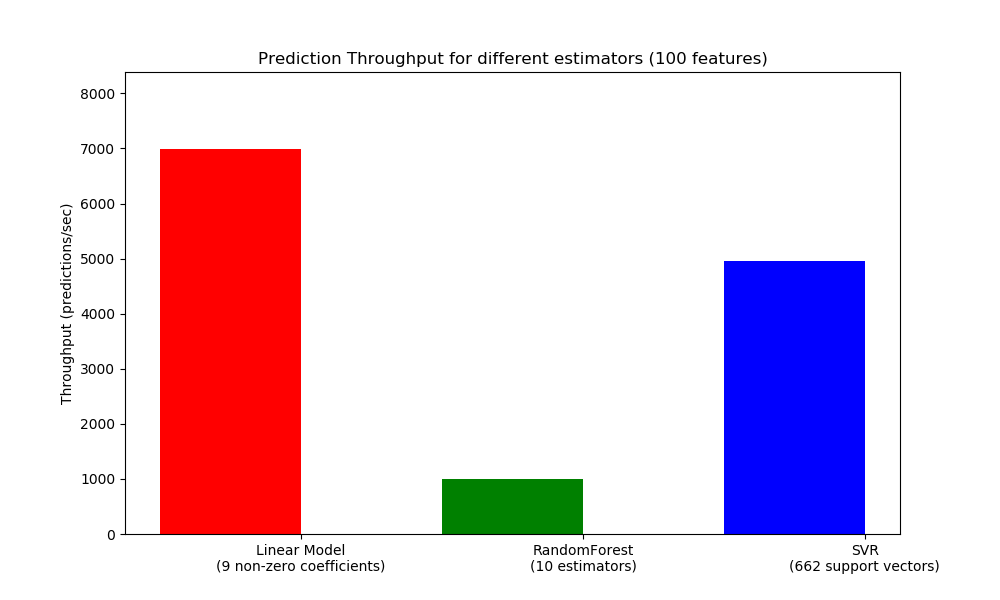 Prediction Throughput for different estimators (100 features)
Throughput (predictions/sec)
8000
7000
6000
5000
4000
3000
2000
1000
0
Linear Model
(9 non-zero coefficients)
RandomForest
(10 estimators)
SVR
(662 support vectors)